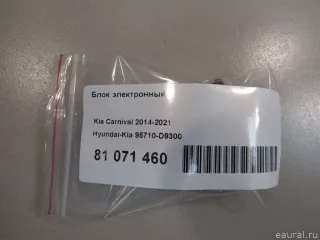 Блок электронный
Kia Carnival 2014-2021
Hyundai-Kia 95710-D9300
81 071 460
© eaural.ru